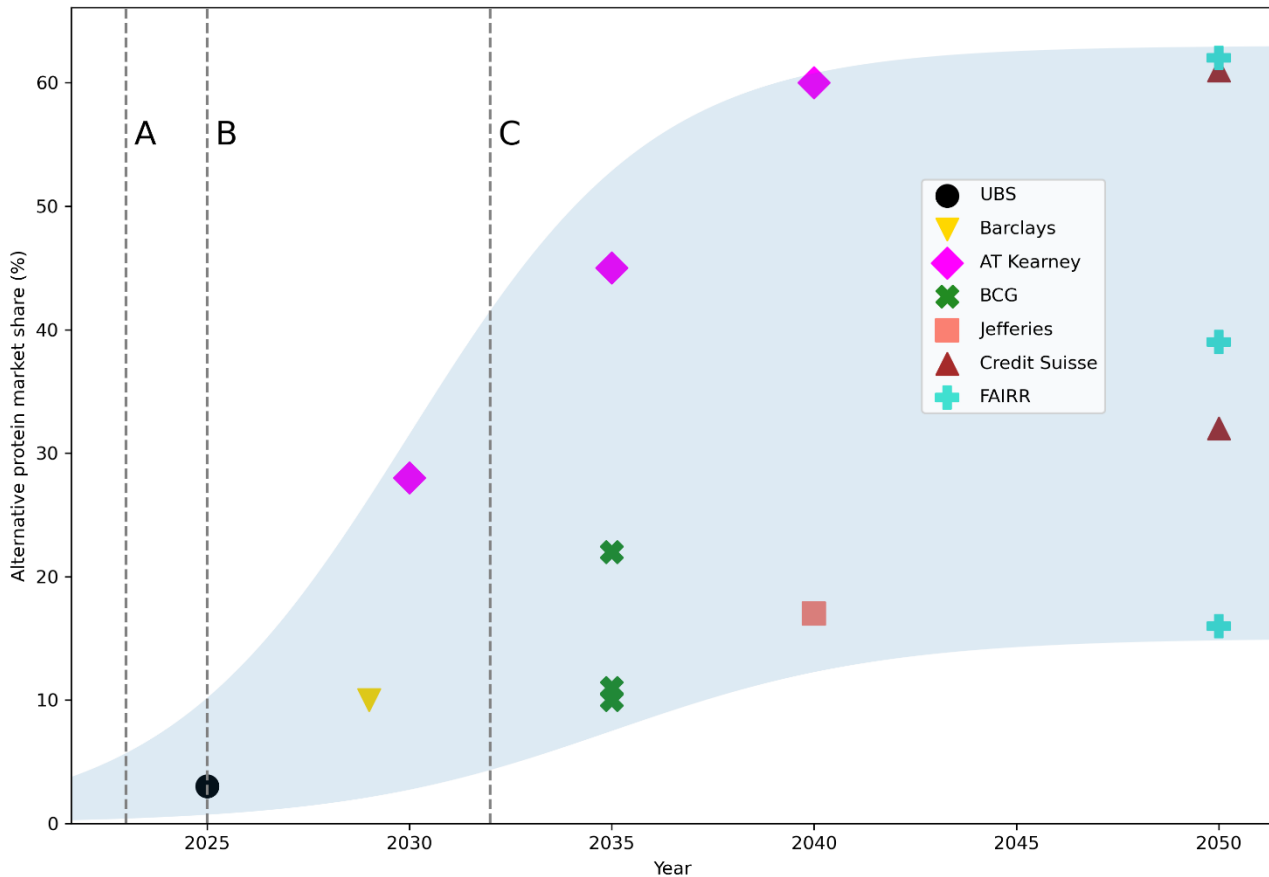 60
50
40
30
20
10
0
Alternative protein market share (%)
A
B
C
UBS
Barclays
AT Kearney
BCG
Jefferies
Credit Suisse
FAIRR
2025
2030
2035
2040
2045
2050
Year